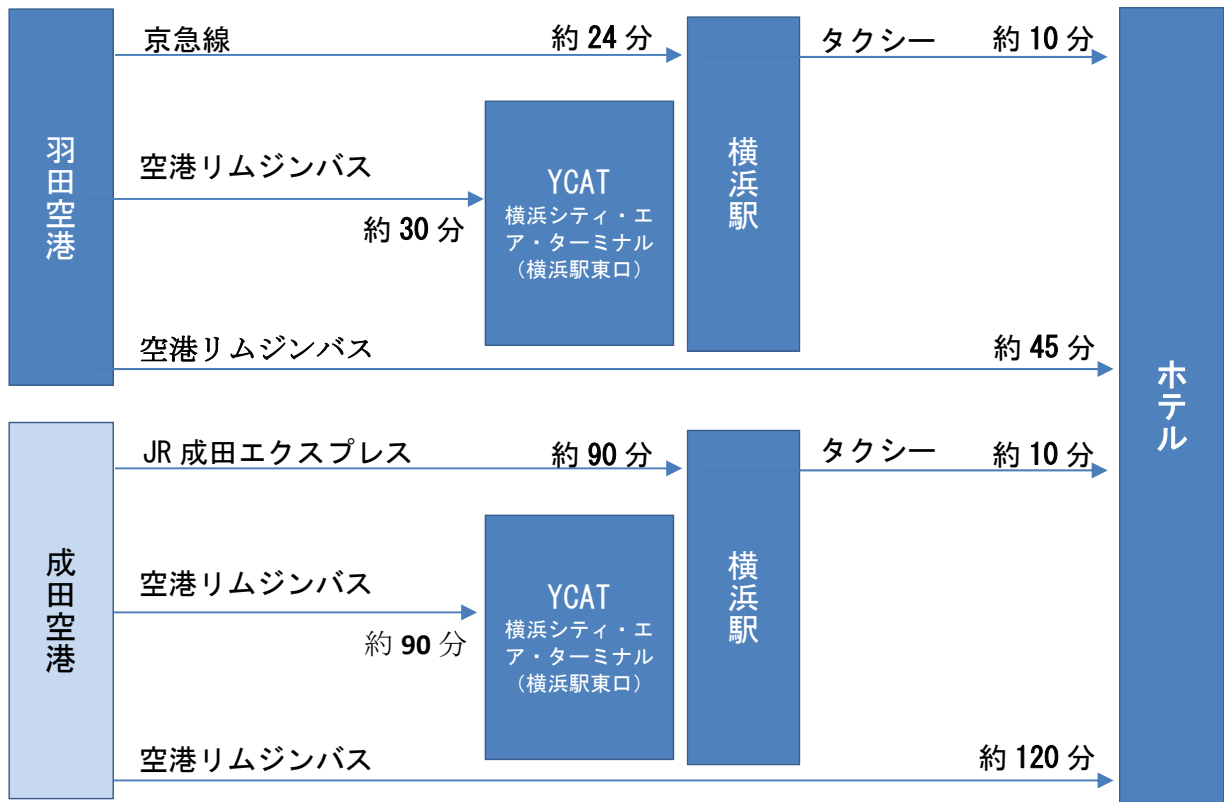 京急線
約 24 分
タクシー
約 10 分
羽田空港
空港リムジンバス
約 30 分
YCAT
横浜シティ・エ
ア・ターミナル
（横浜駅東口）
横浜駅
空港リムジンバス
約 45 分
ホテル
JR 成田エクスプレス
約 90 分
タクシー
約 10 分
成田空港
空港リムジンバス
約 90 分
YCAT
横浜シティ・エ
ア・ターミナル
（横浜駅東口）
横浜駅
空港リムジンバス
約 120 分